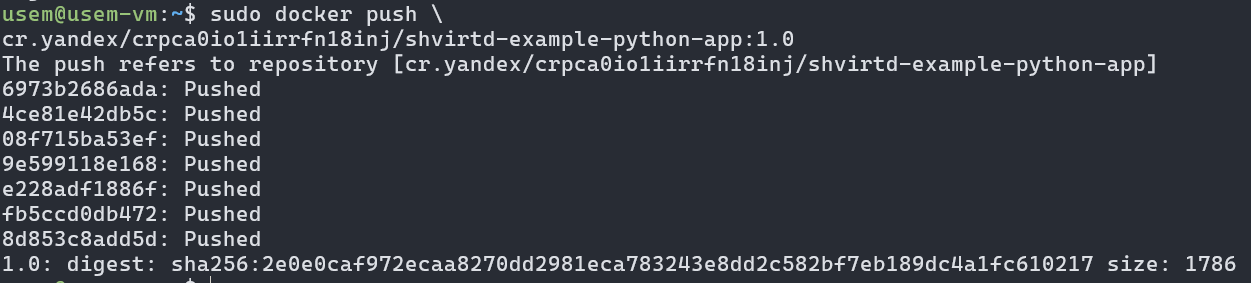 usem@usem-vm:~$ sudo docker push \
cr.yandex/crpca0io1iirrfn18inj/shvirtd-example-python-app:1.0
The push refers to repository [cr.yandex/crpca0io1iirrfn18inj/shvirtd-example-python-app]
6973b2686ada: Pushed
4ce81e42db5c: Pushed
08f715ba53ef: Pushed
9e599118e168: Pushed
e228adf1886f: Pushed
fb5ccd0db472: Pushed
8d853c8add5d: Pushed
1.0: digest: sha256:2e0e0caf972ecaa8270dd2981eca783243e8dd2c582bf7eb189dc4a1fc610217 size: 1786